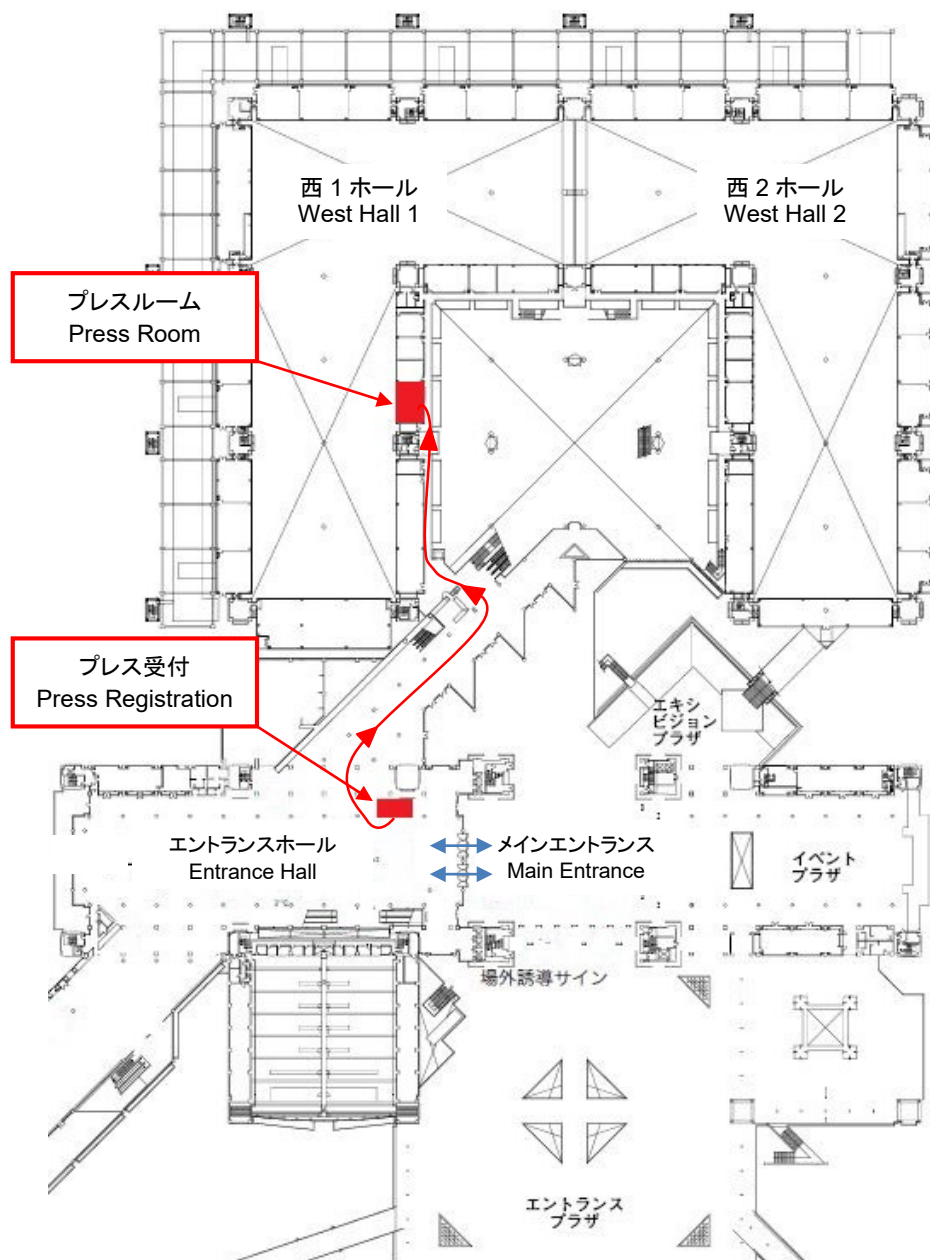 西 1 ホール
West Hall 1
西 2 ホール
West Hall 2
プレスルーム
Press Room
プレス受付
Press Registration
エキシ
ビジョン
プラザ
エントランスホール
Entrance Hall
メインエントランス
Main Entrance
イベント
プラザ
場外誘導サイン
エントランス
プラザ